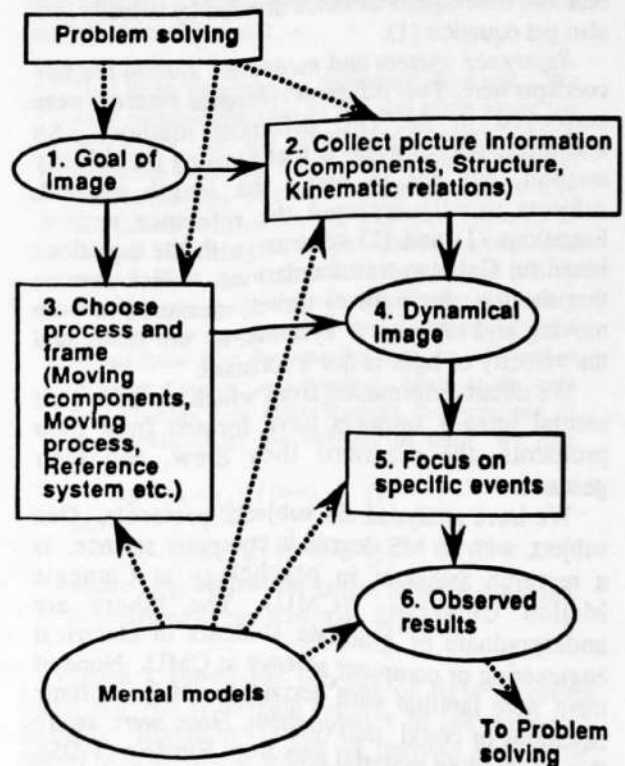 Problem solving
1. Goal of
Image
2. Collect picture information
(Components, Structure,
Kinematic relations)
3. Choose
process and
frame
(Moving
components,
Moving
process,
Reference
system etc.)
4. Dynamical
Image
5. Focus on
specific events
6. Observed
results
Mental models
To Problem
solving